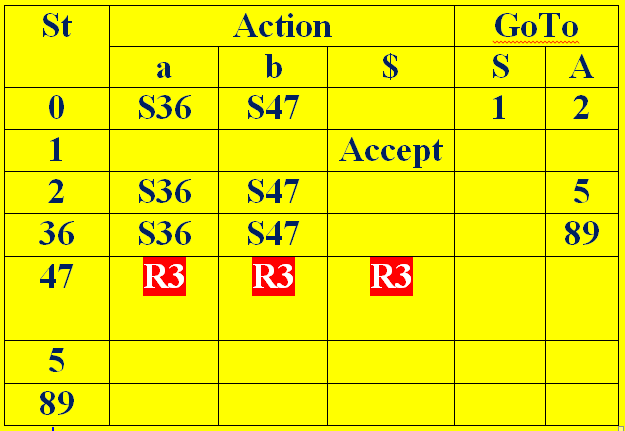 St Action GoTo
a b $ S A
0 S36 S47 1 2
1 Accept
2 S36 S47 5
36 S36 S47 89
47 R3 R3 R3
5
89